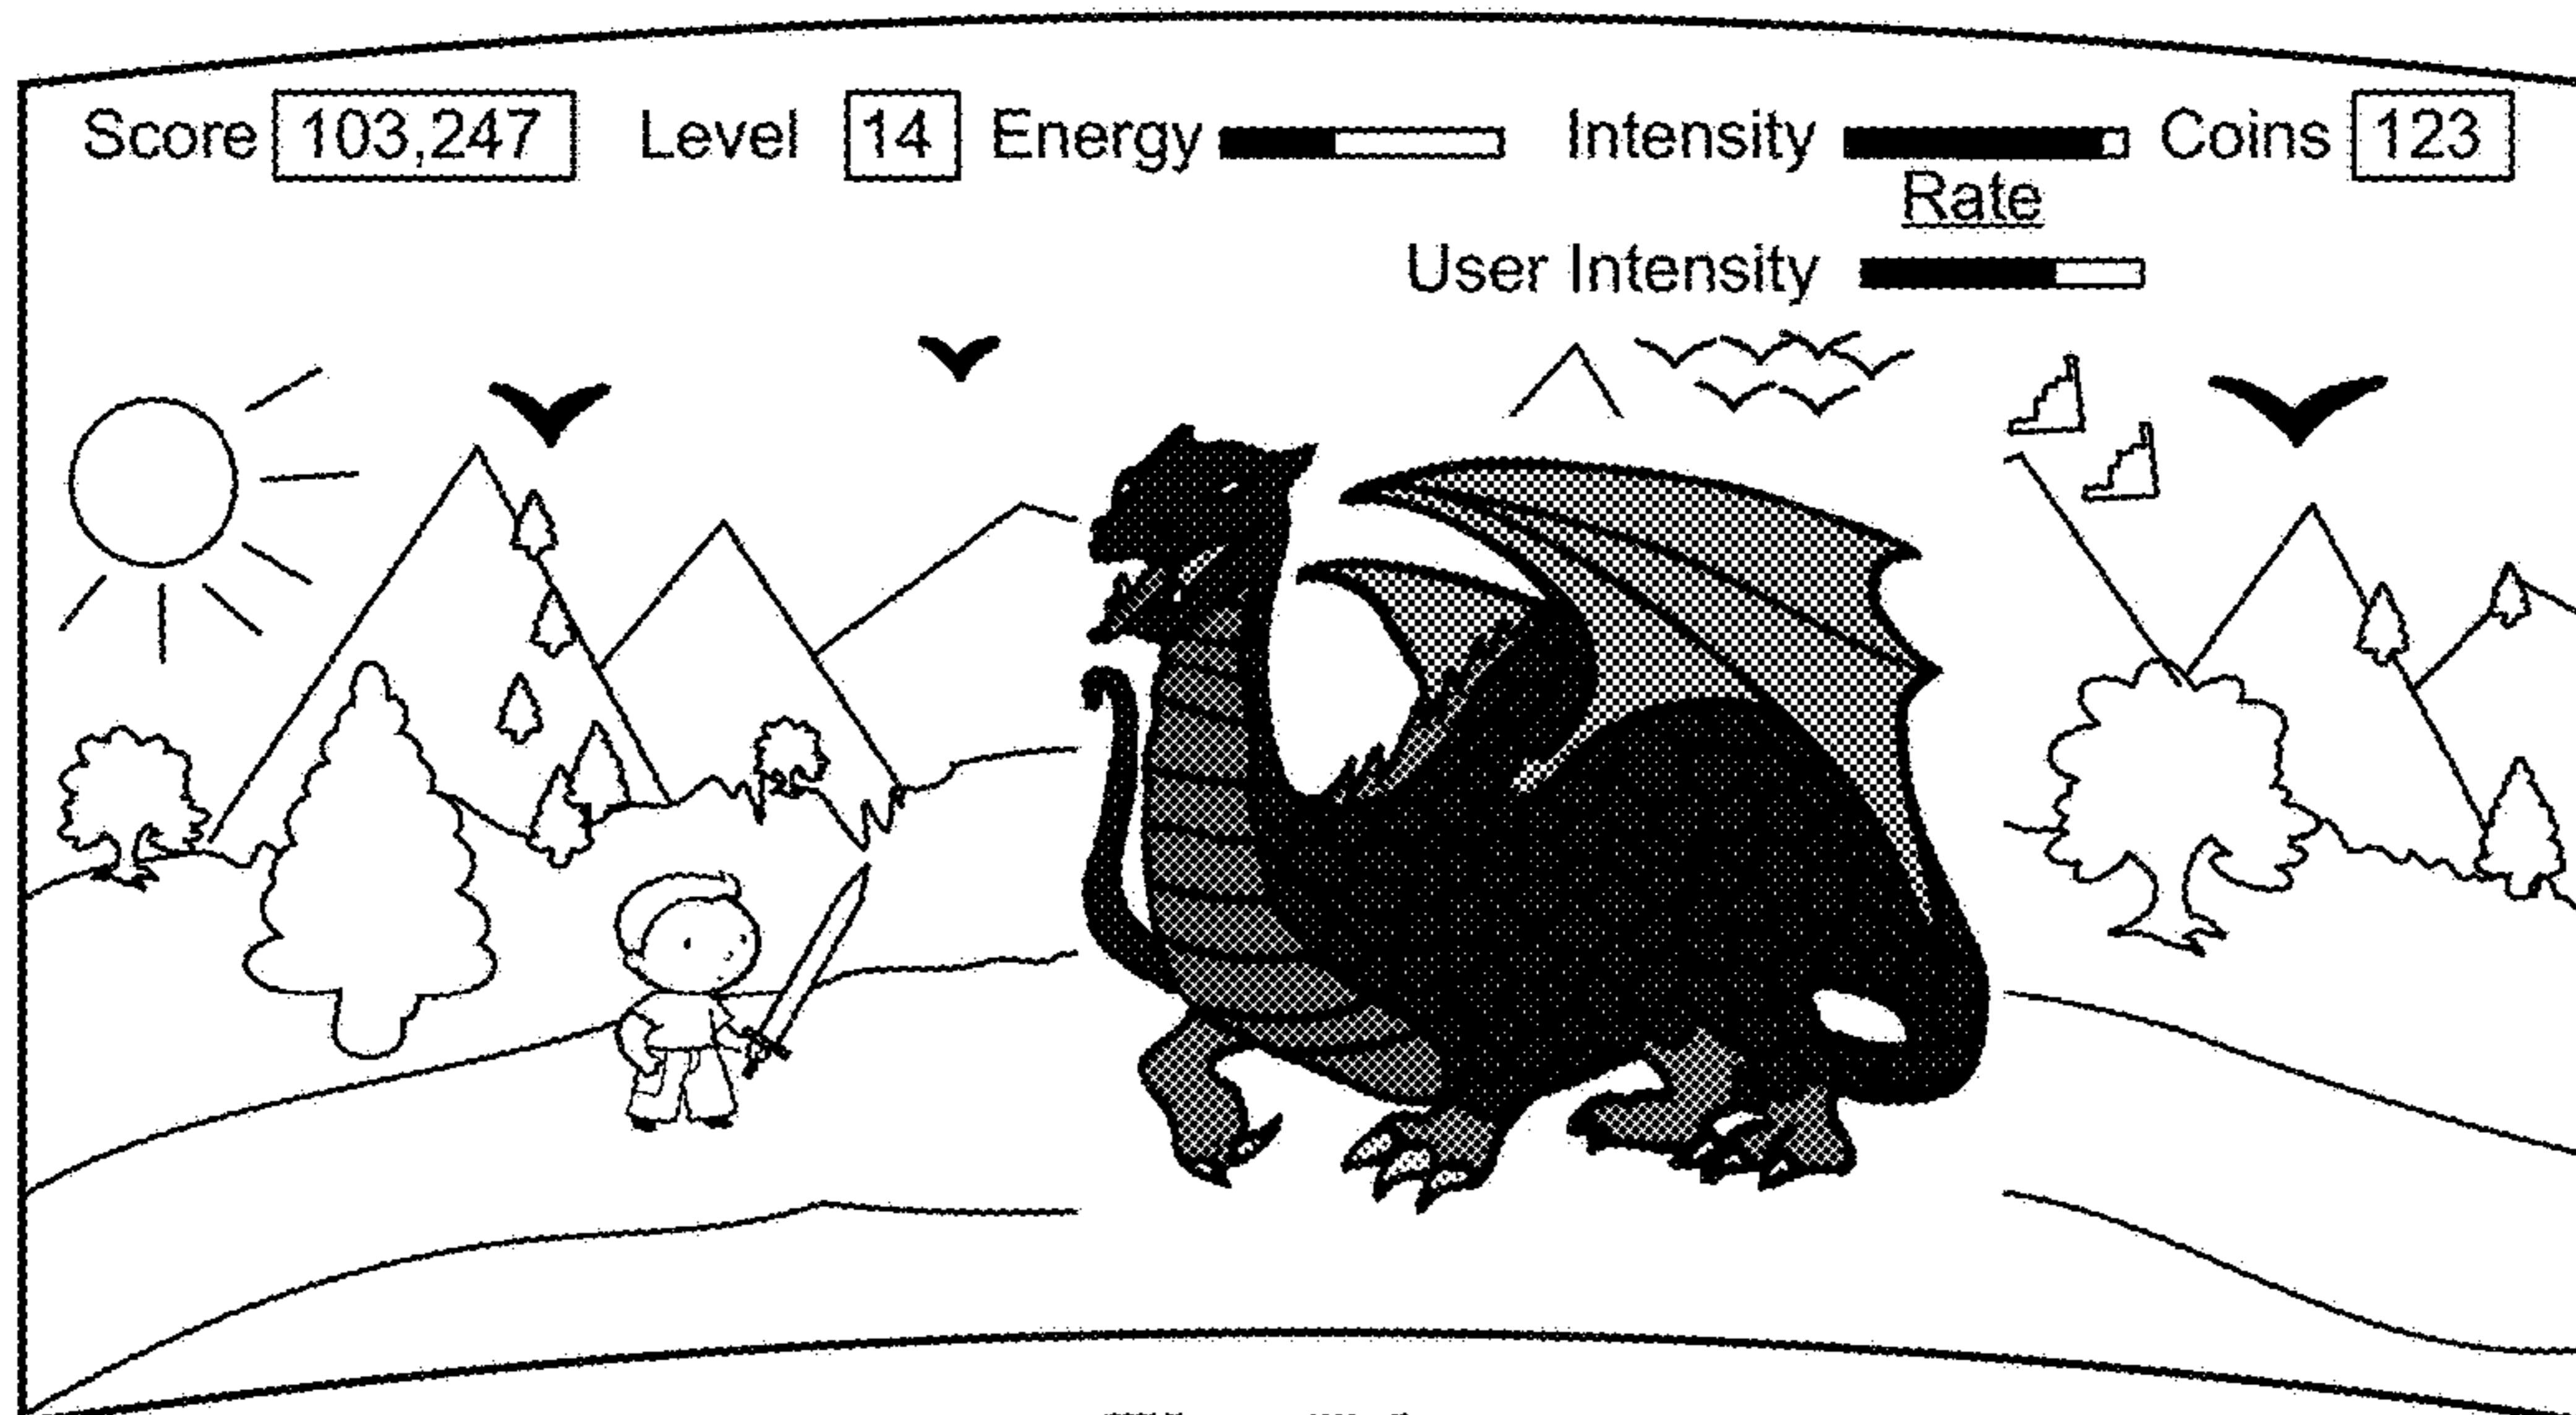 Score 103,247 Level 14 Energy Intensity Coins 123
Rate
User Intensity